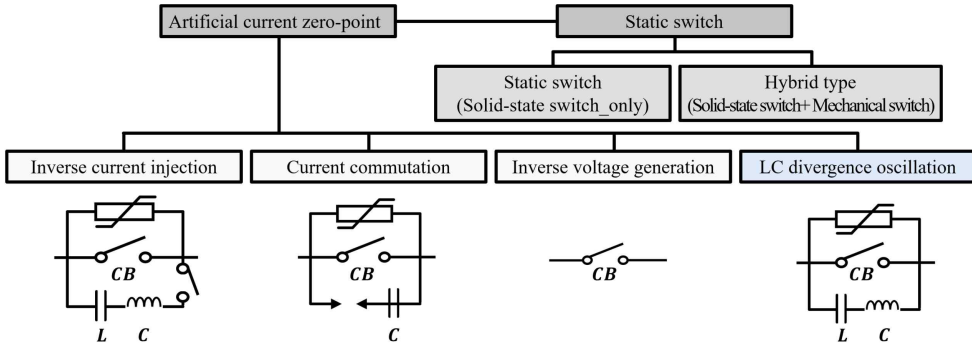 Artificial current zero-point
Static switch
Static switch
(Solid-state switch_only)
Hybrid type
(Solid-state switch+ Mechanical switch)
Inverse current injection
Current commutation
Inverse voltage generation
LC divergence oscillation
CB
L
C
CB
C
CB
CB
L
C